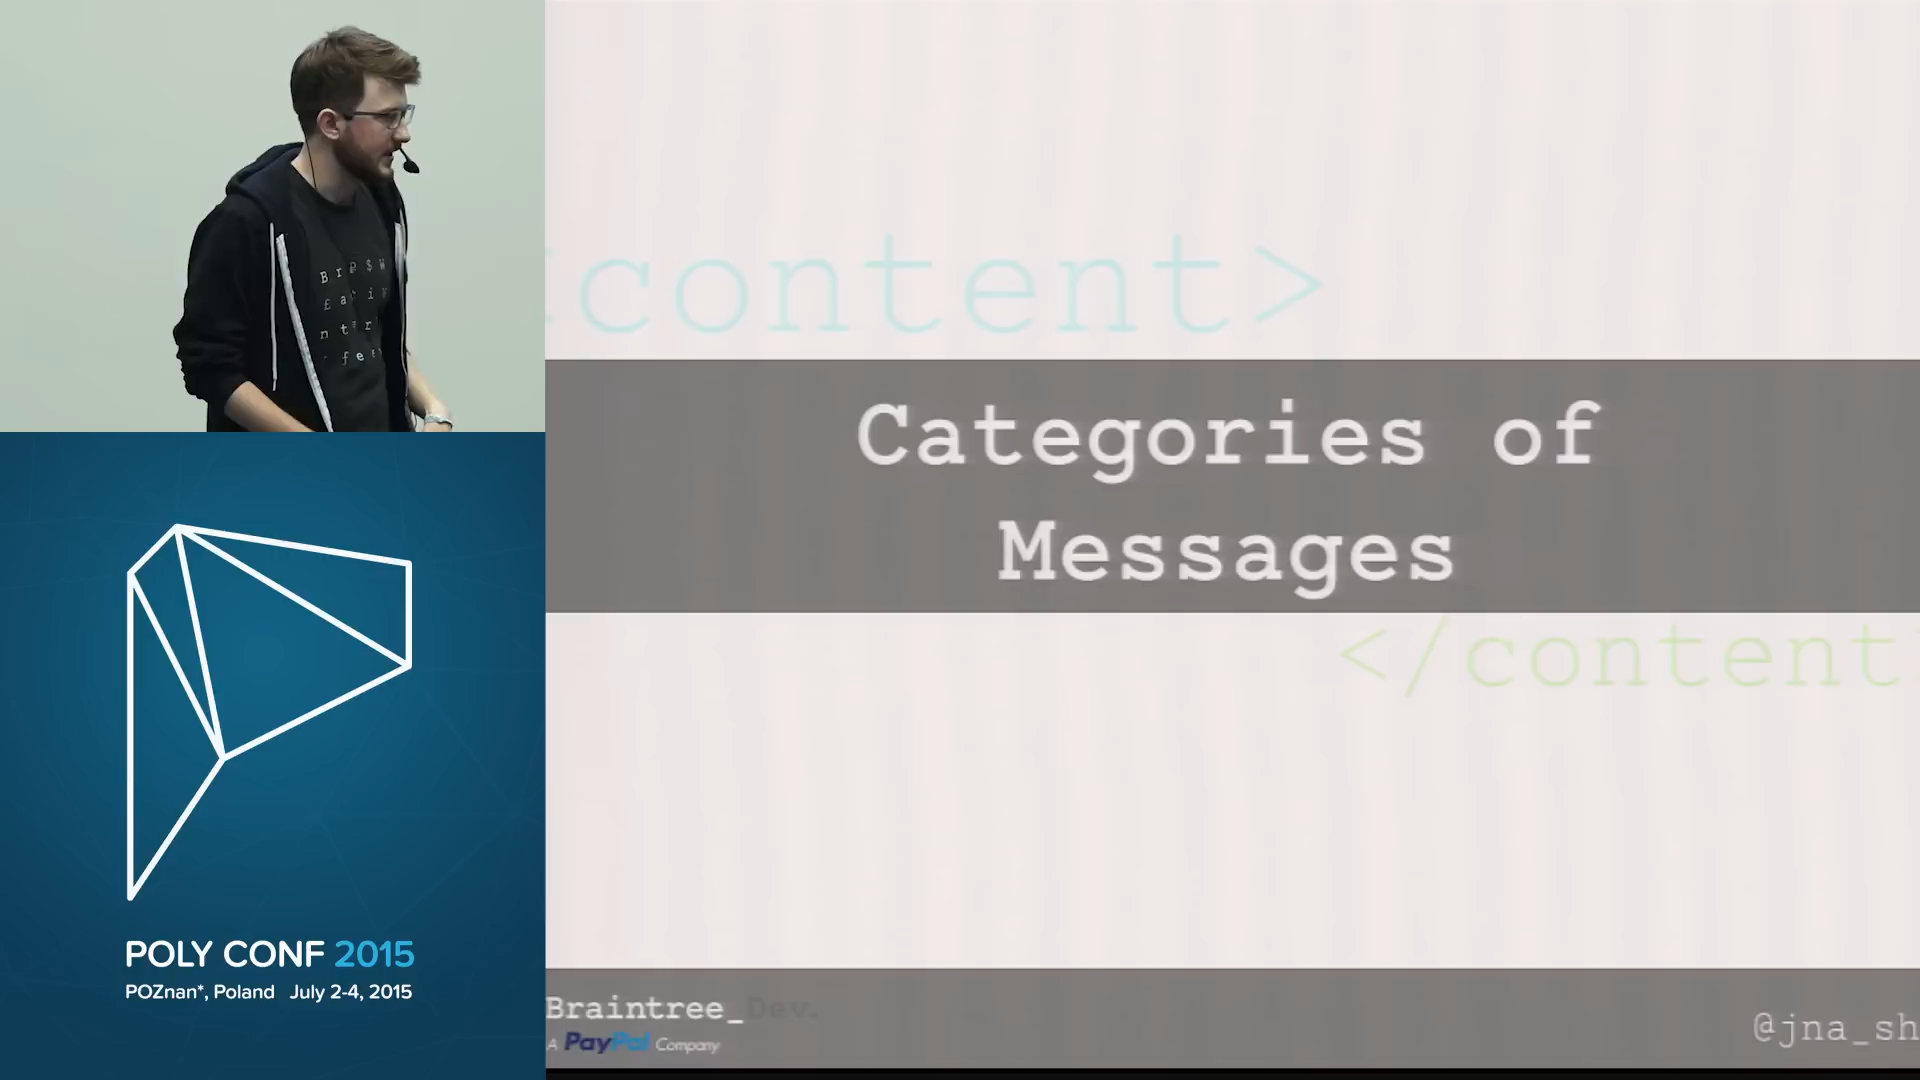 <content>
Categories of
Messages
</content
Braintree_Dev.
A PayPal Company
@jna_sh
POLY CONF 2015
POZnan*, Poland July 2-4, 2015